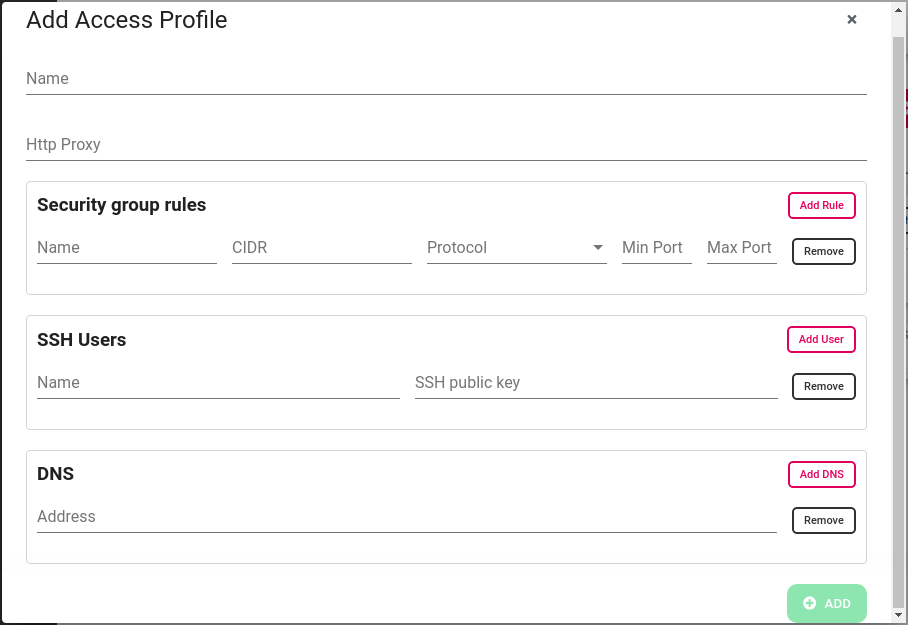 Add Access Profile ×
Name
Http Proxy
Security group rules Add Rule
Name CIDR Protocol Min Port Max Port Remove
SSH Users Add User
Name SSH public key Remove
DNS Add DNS
Address Remove
ADD